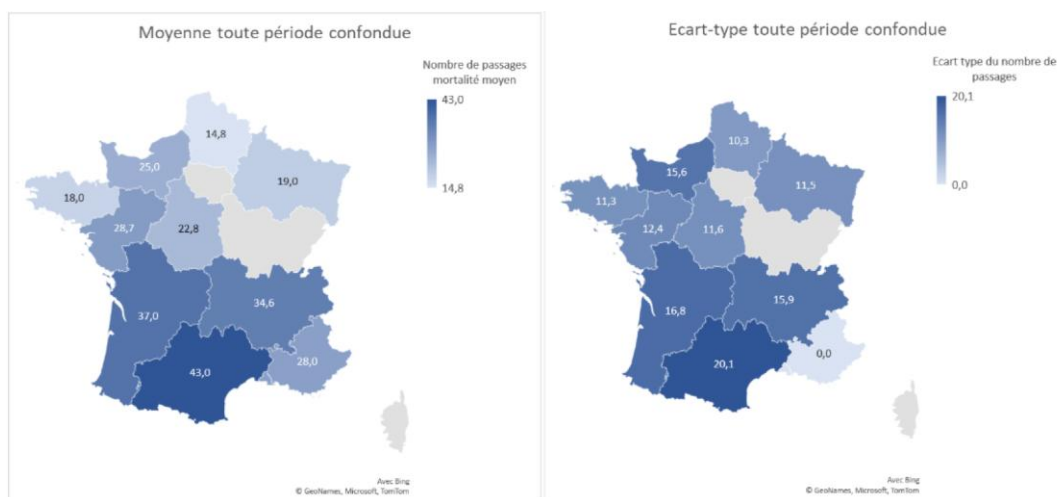 Moyenne toute période confondue
Nombre de passages
mortalité moyen
43,0
14,8
14,8
25,0
19,0
18,0
28,7
22,8
34,6
37,0
28,0
43,0
Avec Bing
© GeoNames, Microsoft, TomTom
Ecart-type toute période confondue
Ecart type du nombre de
passages
20,1
0,0
10,3
15,6
11,5
11,3
12,4
11,6
15,9
16,8
0,0
20,1
Avec Bing
© GeoNames, Microsoft, TomTom